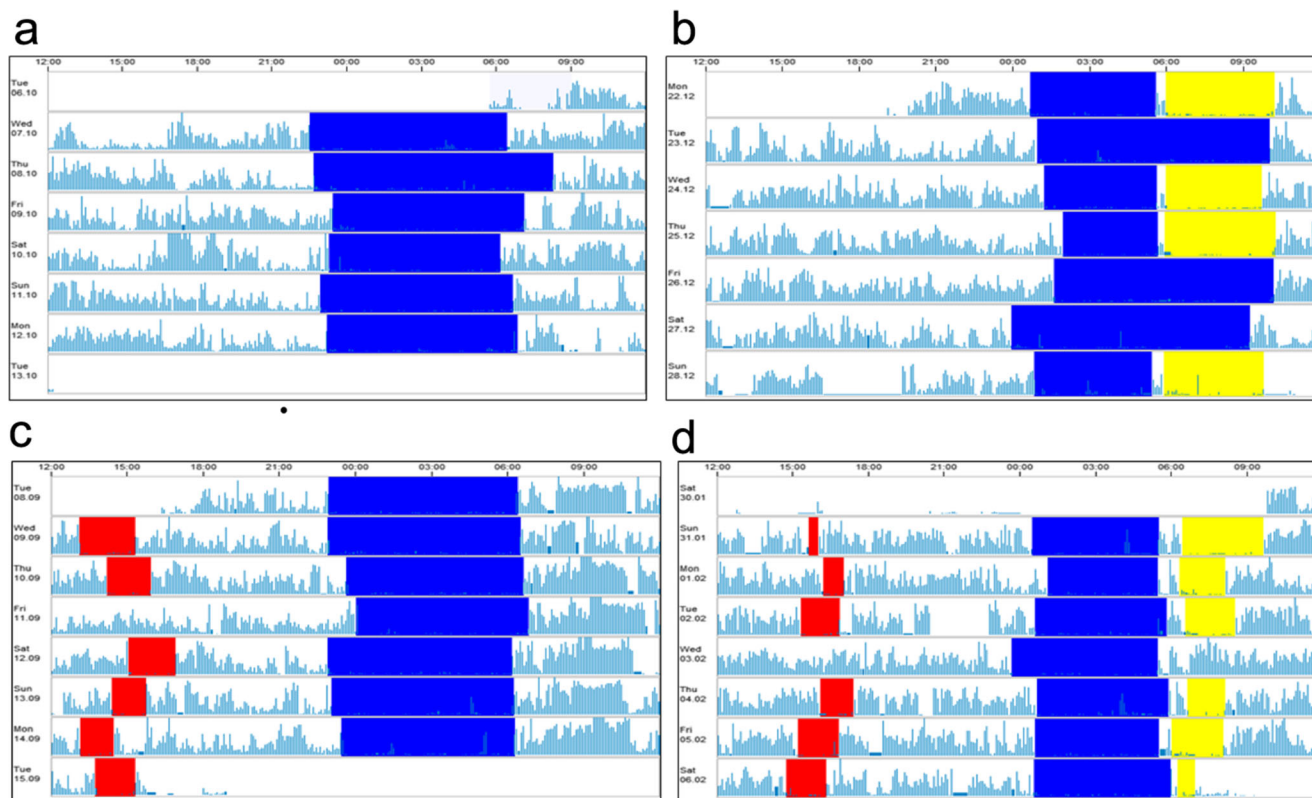 a
12:00 15:00 18:00 21:00 00:00 03:00 06:00 09:00
Tue
06.10
Wed
07.10
Thu
08.10
Fri
09.10
Sat
10.10
Sun
11.10
Mon
12.10
Tue
13.10
b
12:00 15:00 18:00 21:00 00:00 03:00 06:00 09:00
Mon
22.12
Tue
23.12
Wed
24.12
Thu
25.12
Fri
26.12
Sat
27.12
Sun
28.12
c
12:00 15:00 18:00 21:00 00:00 03:00 06:00 09:00
Tue
08.09
Wed
09.09
Thu
10.09
Fri
11.09
Sat
12.09
Sun
13.09
Mon
14.09
Tue
15.09
d
12:00 15:00 18:00 21:00 00:00 03:00 06:00 09:00
Sat
30.01
Sun
31.01
Mon
01.02
Tue
02.02
Wed
03.02
Thu
04.02
Fri
05.02
Sat
06.02